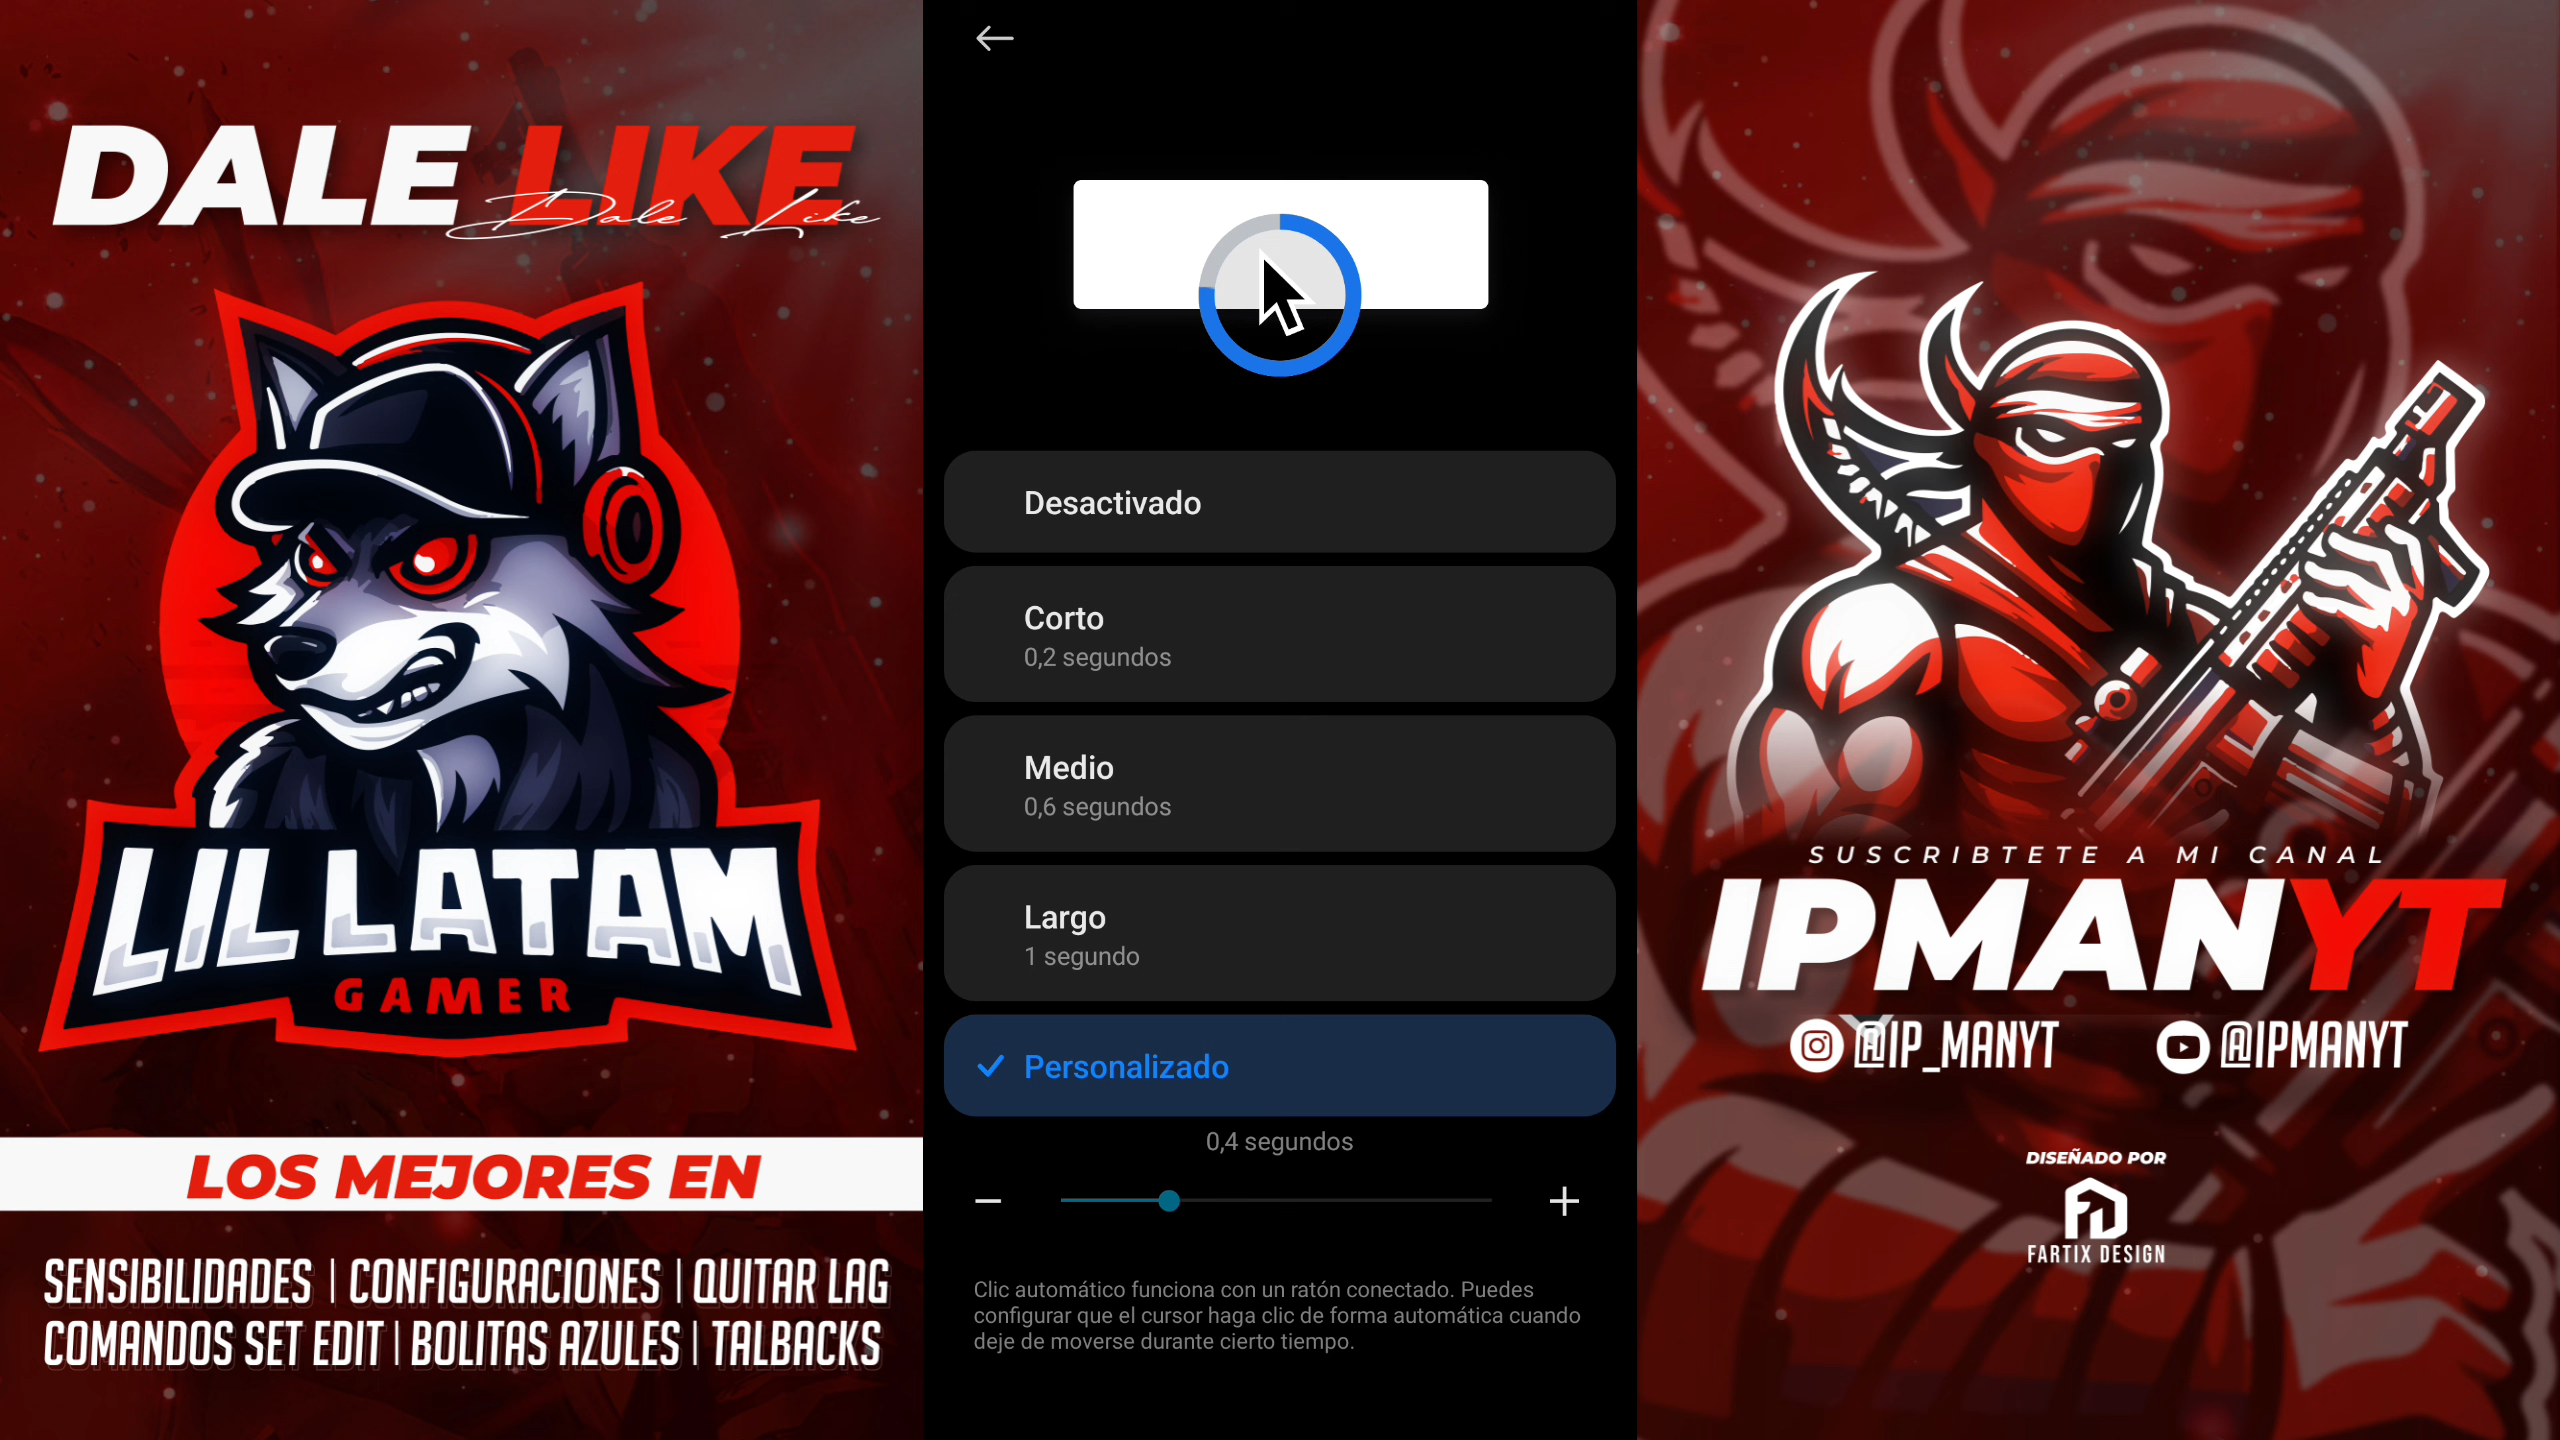 DALE LIKE
Dale Like
LIL LATAM
GAMER
LOS MEJORES EN
SENSIBILIDADES | CONFIGURACIONES | QUITAR LAG
COMANDOS SET EDIT | BOLITAS AZULES | TALBACKS
Desactivado
Corto
0,2 segundos
Medio
0,6 segundos
Largo
1 segundo
Personalizado
0,4 segundos
Clic automático funciona con un ratón conectado. Puedes
configurar que el cursor haga clic de forma automática cuando
deje de moverse durante cierto tiempo.
SUSCRIBTETE A MI CANAL
IPMANYT
@IP_MANYT @IPMANYT
DISEÑADO POR
FARTIX DESIGN